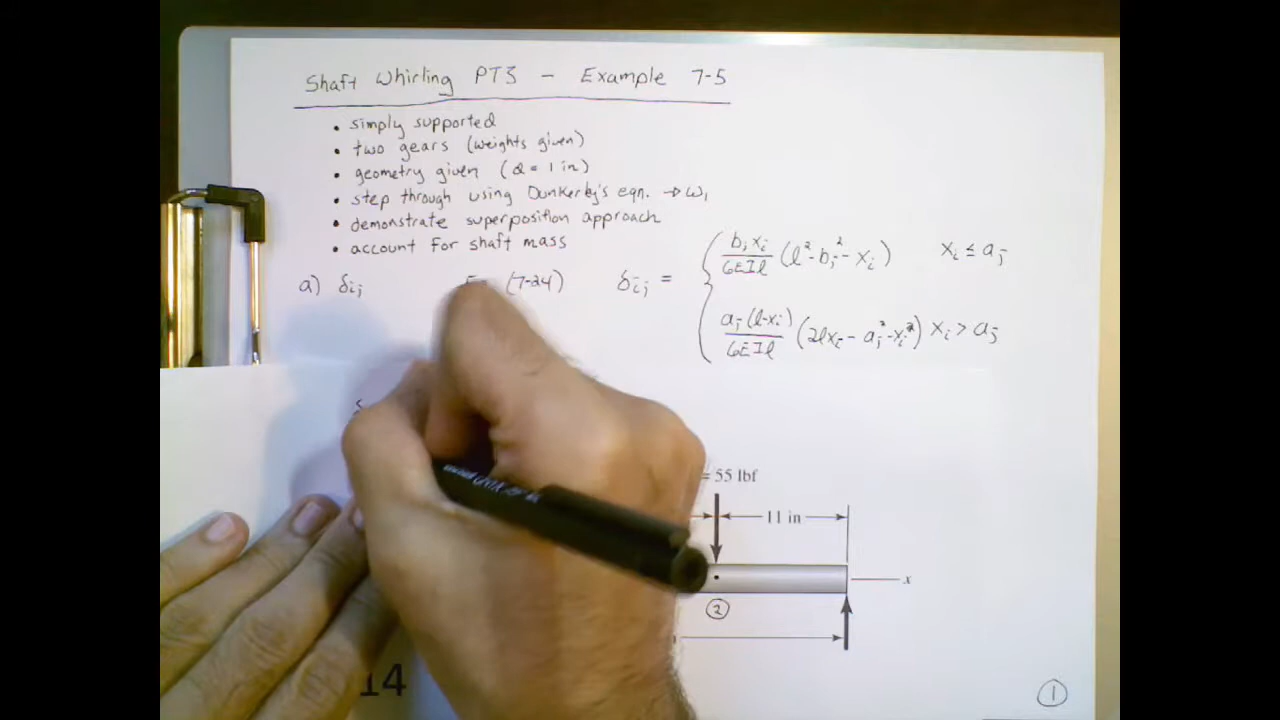 Shaft Whirling PT3 - Example 7-5
• simply supported
• two gears (weights given)
• geometry given (d = 1 in)
• step through using Dunkerly's eqn. → ω₁
• demonstrate superposition approach
• account for shaft mass
a) δij (7-24) δij =
bj xi / 6EIl (l² - bj² - xi) xi ≤ aj
aj (l-xi) / 6EIl (2lxi - aj² - xi²) xi > aj
= 55 lbf
11 in
x
2
14
1